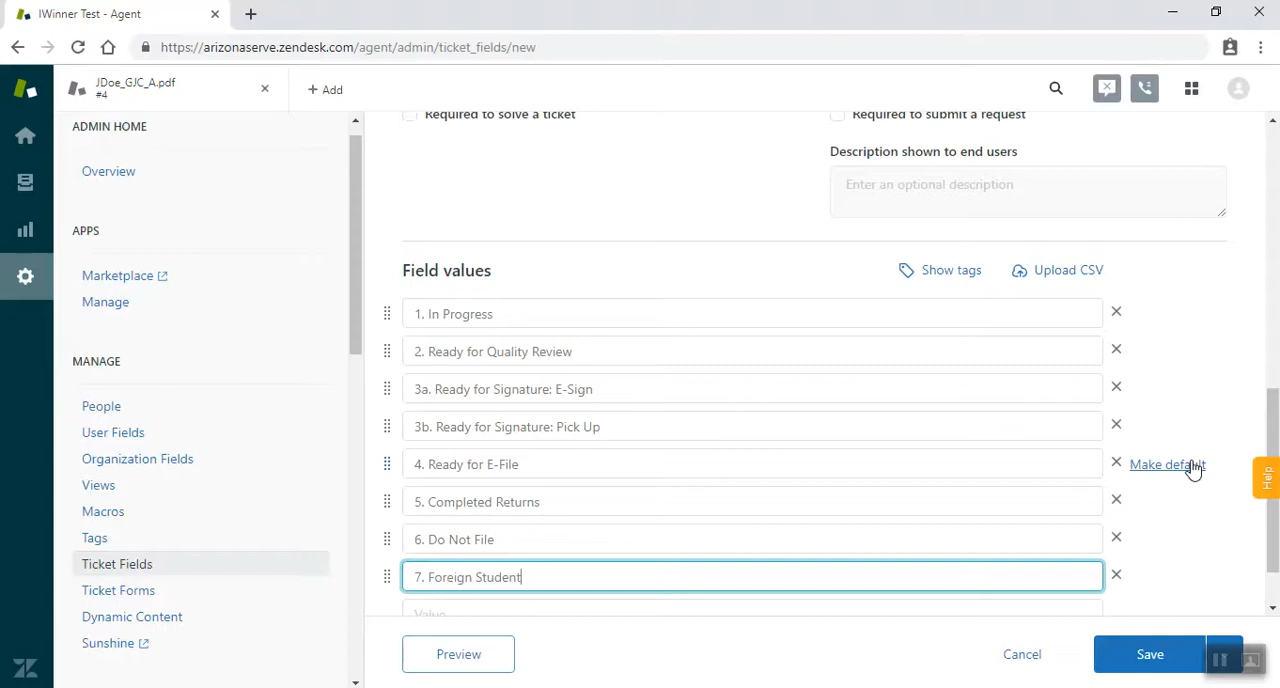 IWinner Test - Agent
https://arizonaserve.zendesk.com/agent/admin/ticket_fields/new
JDoe_GJC_A.pdf
#4
+ Add
ADMIN HOME
Overview
APPS
Marketplace
Manage
MANAGE
People
User Fields
Organization Fields
Views
Macros
Tags
Ticket Fields
Ticket Forms
Dynamic Content
Sunshine
Required to solve a ticket
Required to submit a request
Description shown to end users
Enter an optional description
Field values
Show tags
Upload CSV
1. In Progress
2. Ready for Quality Review
3a. Ready for Signature: E-Sign
3b. Ready for Signature: Pick Up
4. Ready for E-File
Make default
5. Completed Returns
6. Do Not File
7. Foreign Student
Value
Preview
Cancel
Save
Help